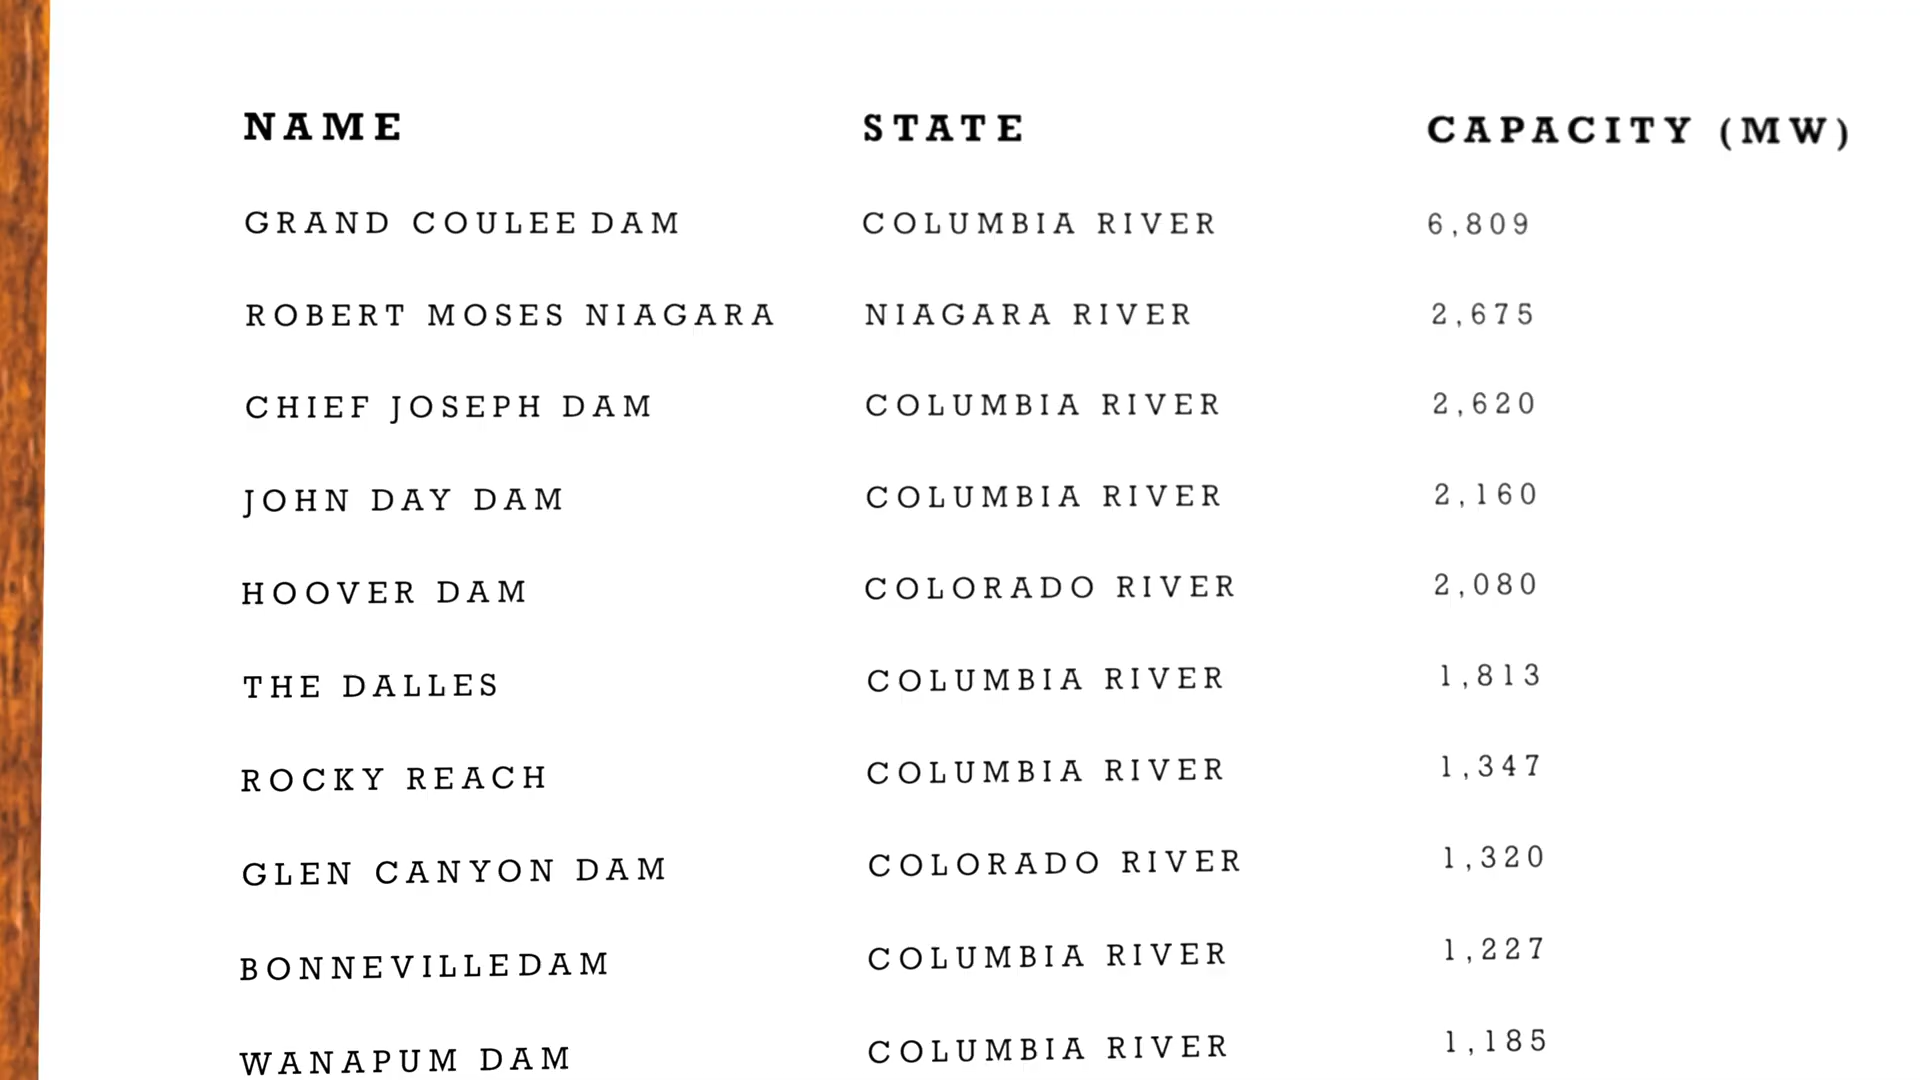 NAME STATE CAPACITY (MW)
GRAND COULEE DAM COLUMBIA RIVER 6,809
ROBERT MOSES NIAGARA NIAGARA RIVER 2,675
CHIEF JOSEPH DAM COLUMBIA RIVER 2,620
JOHN DAY DAM COLUMBIA RIVER 2,160
HOOVER DAM COLORADO RIVER 2,080
THE DALLES COLUMBIA RIVER 1,813
ROCKY REACH COLUMBIA RIVER 1,347
GLEN CANYON DAM COLORADO RIVER 1,320
BONNEVILLEDAM COLUMBIA RIVER 1,227
WANAPUM DAM COLUMBIA RIVER 1,185